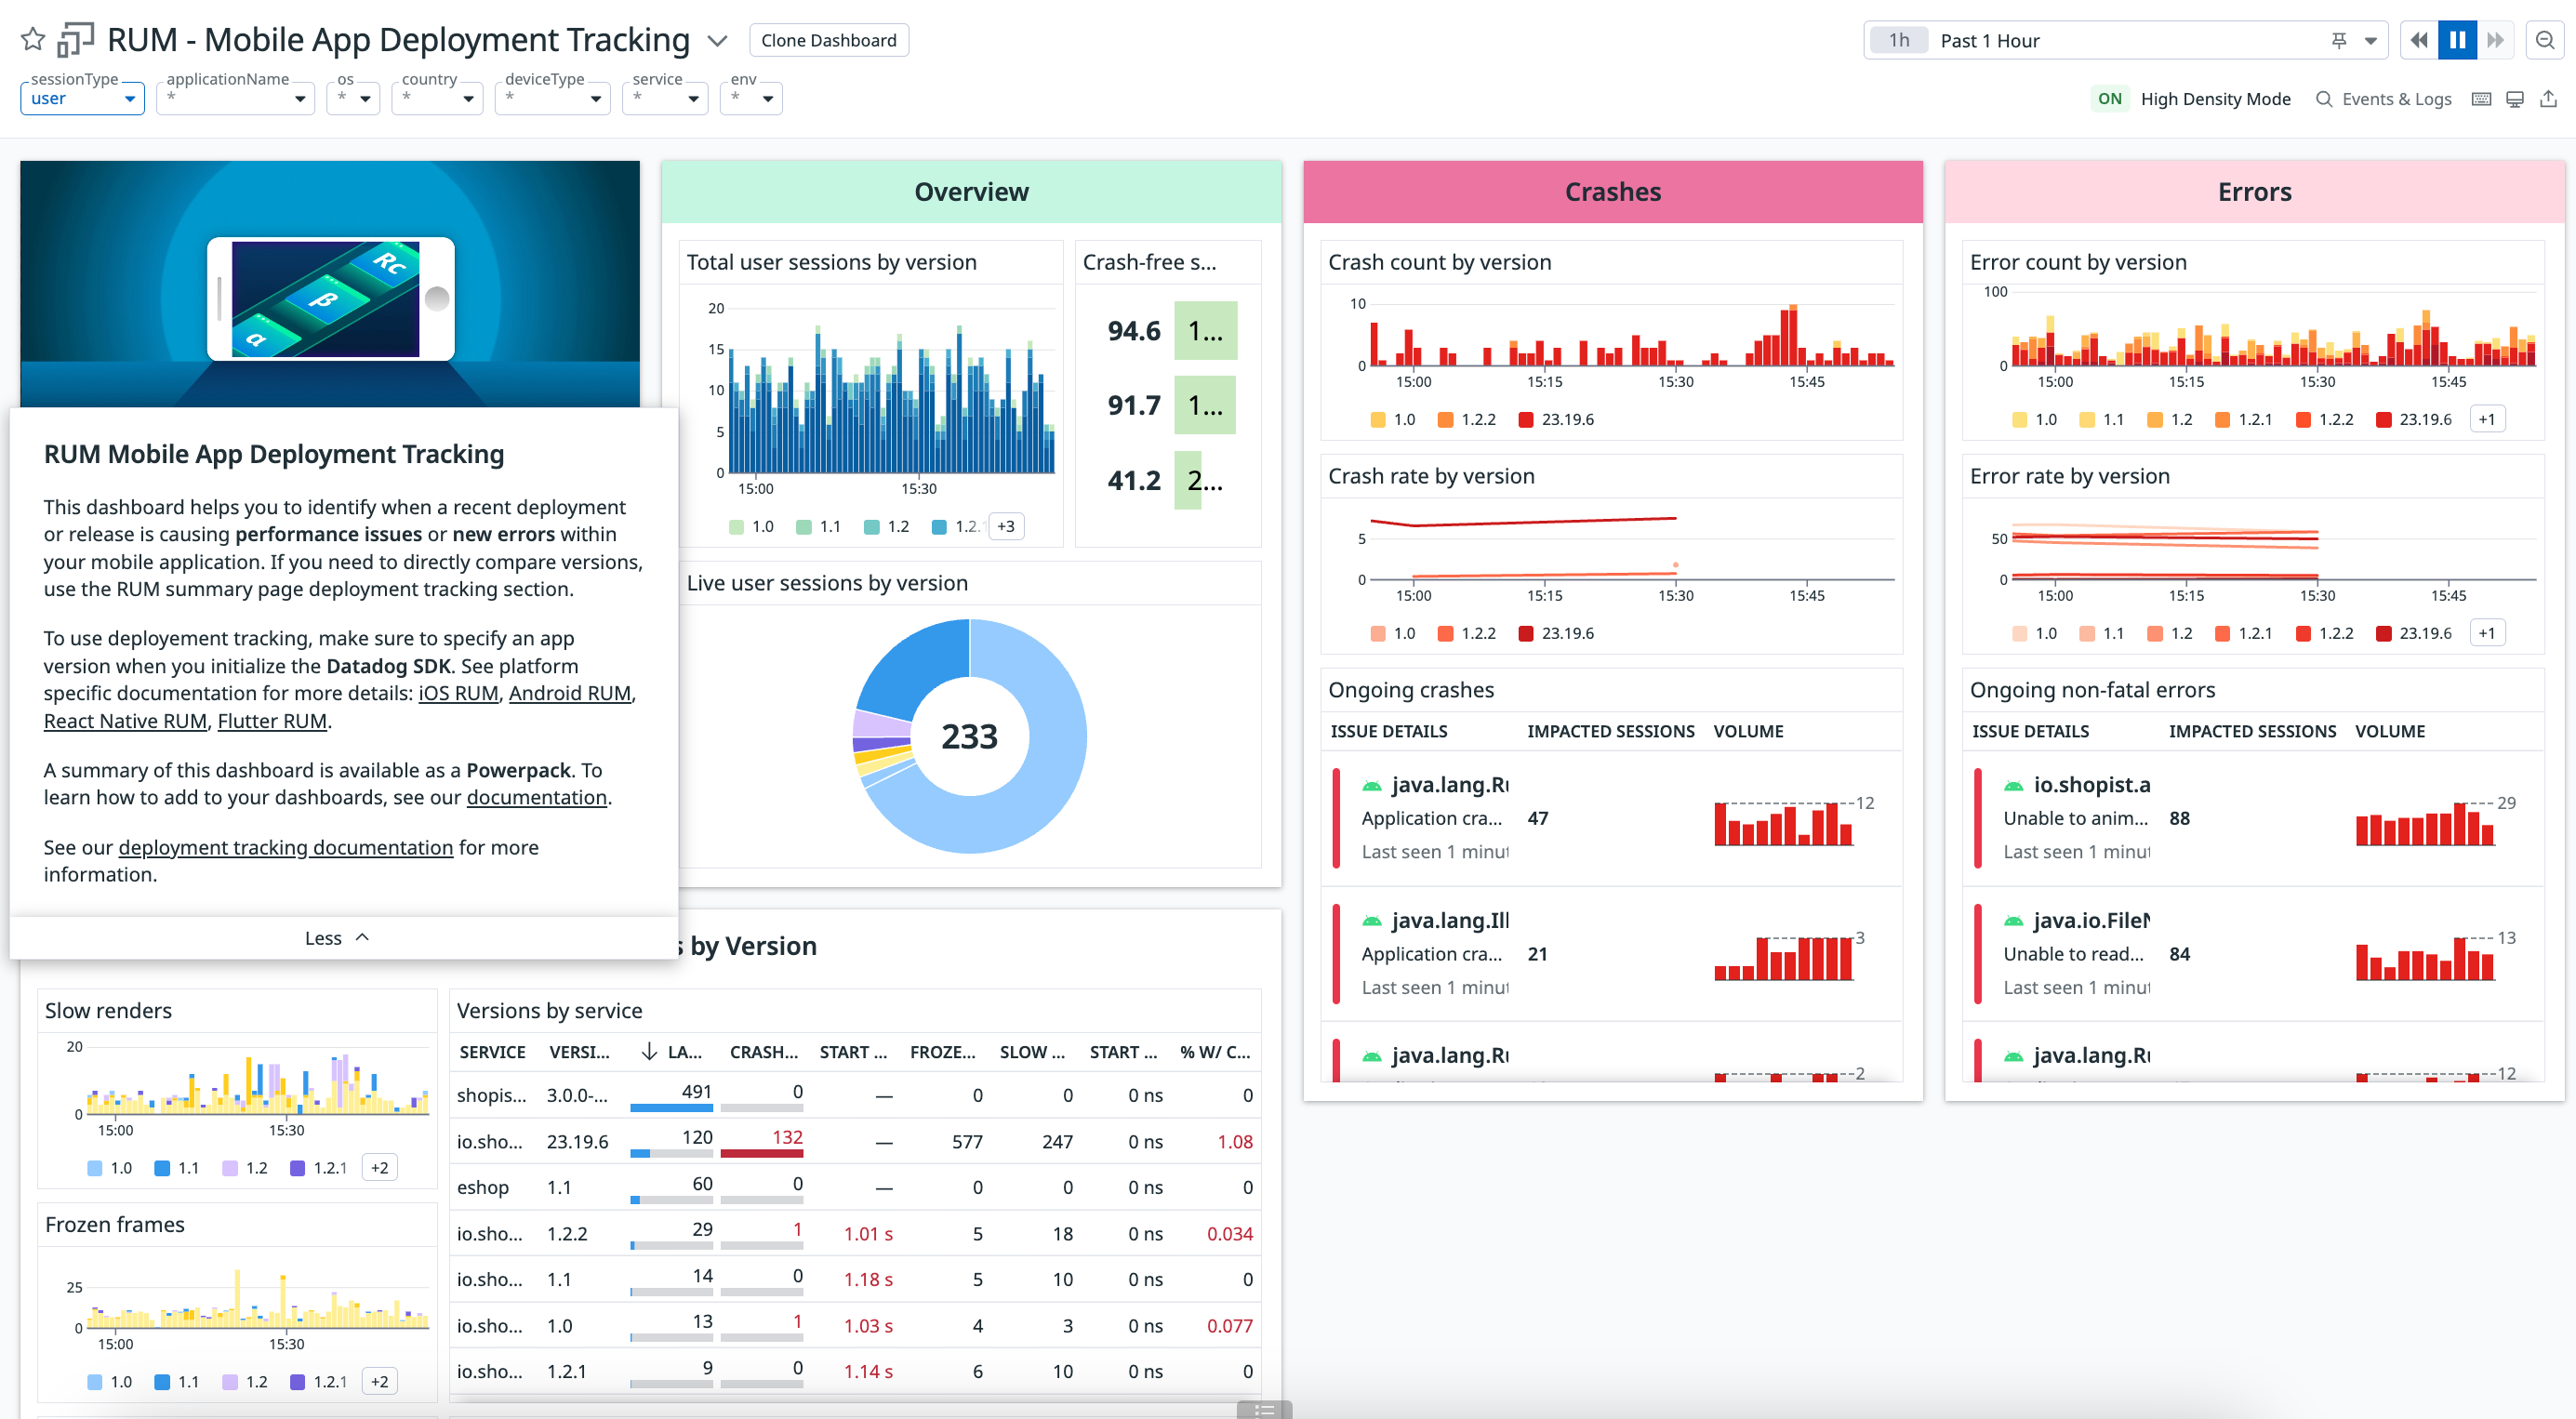 RUM - Mobile App Deployment Tracking
Clone Dashboard
1h Past 1 Hour
sessionType
user
applicationName
*
os
*
country
*
deviceType
*
service
*
env
*
ON High Density Mode
Events & Logs
α
β
Rc
RUM Mobile App Deployment Tracking
This dashboard helps you to identify when a recent deployment
or release is causing performance issues or new errors within
your mobile application. If you need to directly compare versions,
use the RUM summary page deployment tracking section.
To use deployement tracking, make sure to specify an app
version when you initialize the Datadog SDK. See platform
specific documentation for more details: iOS RUM, Android RUM,
React Native RUM, Flutter RUM.
A summary of this dashboard is available as a Powerpack. To
learn how to add to your dashboards, see our documentation.
See our deployment tracking documentation for more
information.
Less
Overview
Total user sessions by version
20
15
10
5
0
15:00 15:30
1.0 1.1 1.2 1.2. +3
Crash-free s...
94.6 1...
91.7 1...
41.2 2...
Live user sessions by version
233
by Version
Slow renders
20
0
15:00 15:30
1.0 1.1 1.2 1.2.1 +2
Frozen frames
25
0
15:00 15:30
1.0 1.1 1.2 1.2.1 +2
Versions by service
SERVICE VERSI... LA... CRASH... START ... FROZE... SLOW ... START ... % W/ C...
shopis... 3.0.0-... 491 0 — 0 0 0 ns 0
io.sho... 23.19.6 120 132 — 577 247 0 ns 1.08
eshop 1.1 60 0 — 0 0 0 ns 0
io.sho... 1.2.2 29 1 1.01 s 5 18 0 ns 0.034
io.sho... 1.1 14 0 1.18 s 5 10 0 ns 0
io.sho... 1.0 13 1 1.03 s 4 3 0 ns 0.077
io.sho... 1.2.1 9 0 1.14 s 6 10 0 ns 0
Crashes
Crash count by version
10
0
15:00 15:15 15:30 15:45
1.0 1.2.2 23.19.6
Crash rate by version
5
0
15:00 15:15 15:30 15:45
1.0 1.2.2 23.19.6
Ongoing crashes
ISSUE DETAILS IMPACTED SESSIONS VOLUME
java.lang.Ru
Application cra... 47 12
Last seen 1 minut
java.lang.Ill
Application cra... 21 3
Last seen 1 minut
java.lang.Ru
2
Errors
Error count by version
100
0
15:00 15:15 15:30 15:45
1.0 1.1 1.2 1.2.1 1.2.2 23.19.6 +1
Error rate by version
50
0
15:00 15:15 15:30 15:45
1.0 1.1 1.2 1.2.1 1.2.2 23.19.6 +1
Ongoing non-fatal errors
ISSUE DETAILS IMPACTED SESSIONS VOLUME
io.shopist.a
Unable to anim... 88 29
Last seen 1 minut
java.io.FileN
Unable to read... 84 13
Last seen 1 minut
java.lang.Ru
12